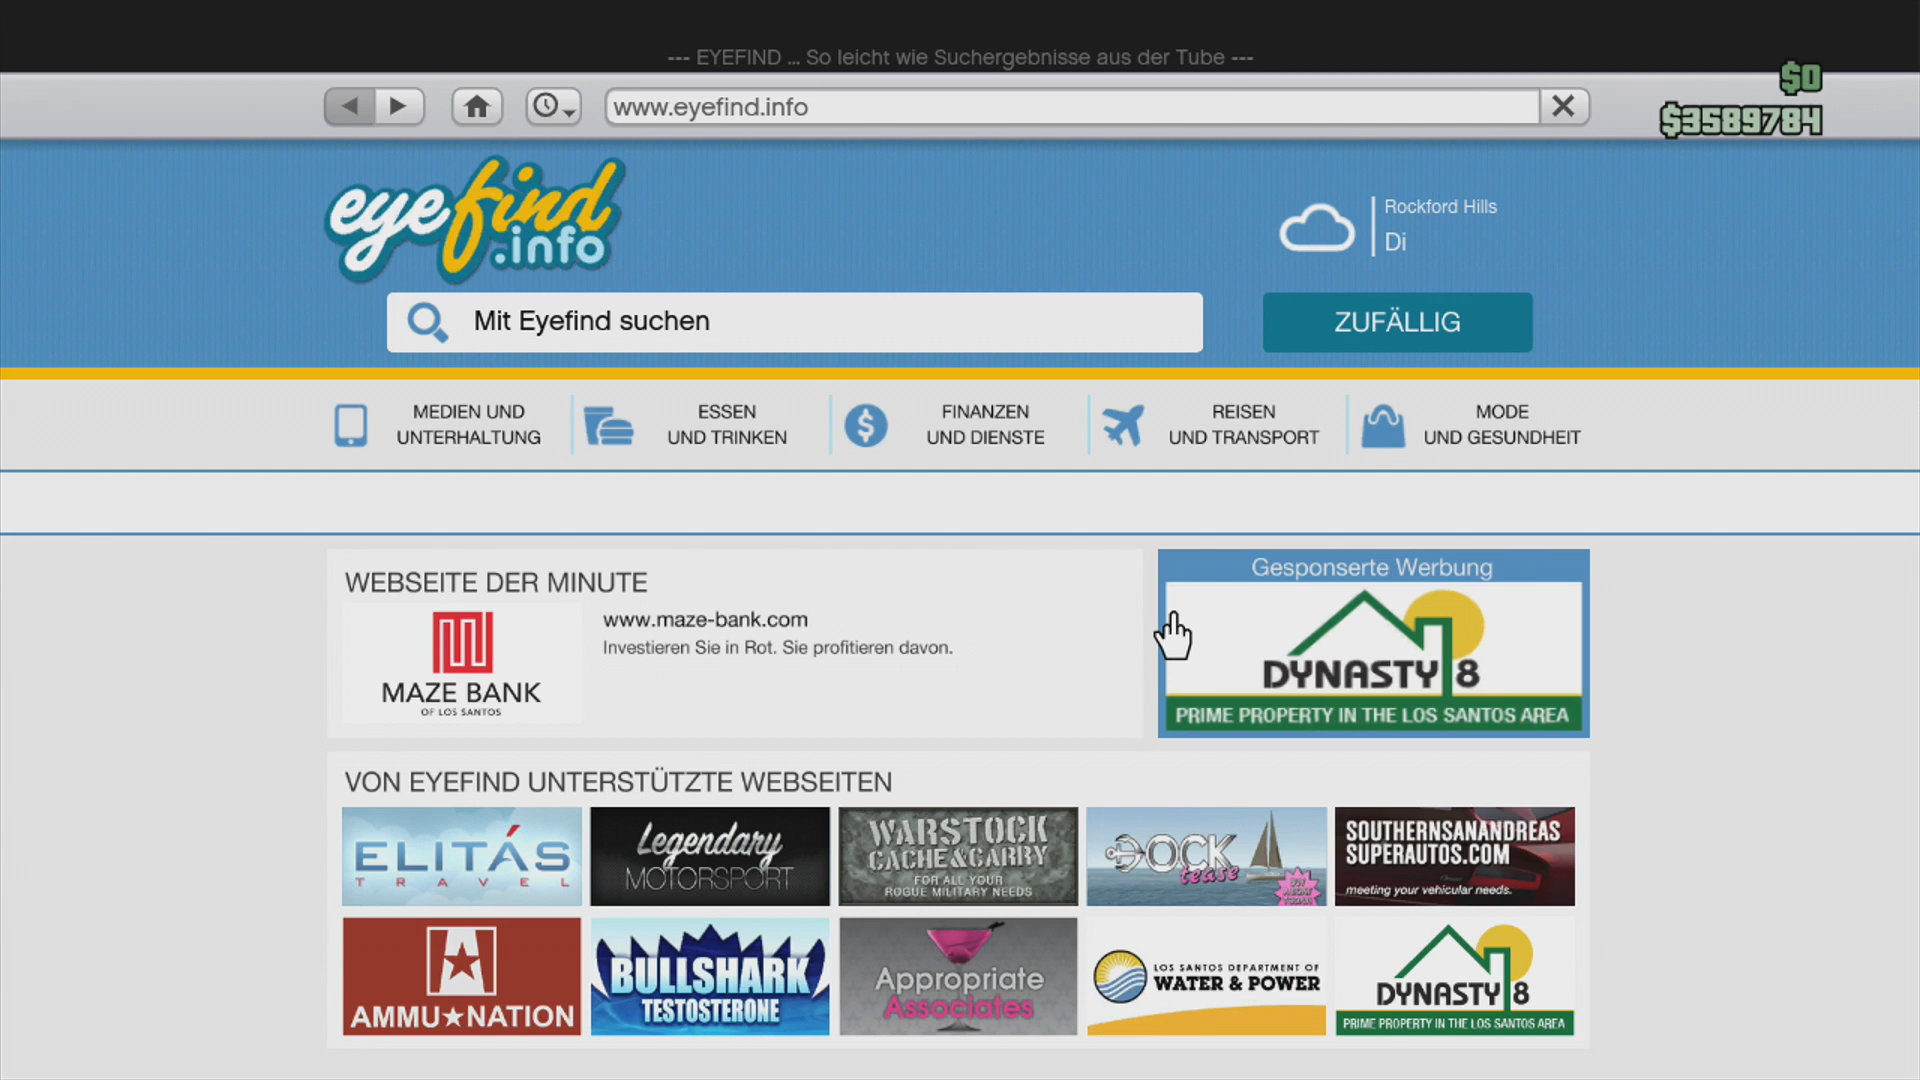 --- EYEFIND ... So leicht wie Suchergebnisse aus der Tube ---
$0
www.eyefind.info
$3589784
eyefind
.info
Rockford Hills
Di
Mit Eyefind suchen
ZUFÄLLIG
MEDIEN UND
UNTERHALTUNG
ESSEN
UND TRINKEN
FINANZEN
UND DIENSTE
REISEN
UND TRANSPORT
MODE
UND GESUNDHEIT
WEBSEITE DER MINUTE
MAZE BANK
OF LOS SANTOS
www.maze-bank.com
Investieren Sie in Rot. Sie profitieren davon.
Gesponserte Werbung
DYNASTY 8
PRIME PROPERTY IN THE LOS SANTOS AREA
VON EYEFIND UNTERSTÜTZTE WEBSEITEN
ELITÁS
TRAVEL
Legendary
MOTORSPORT
WARSTOCK
CACHE&CARRY
FOR ALL YOUR
ROGUE MILITARY NEEDS
DOCK
tease
SOUTHERNSANANDREAS
SUPERAUTOS.COM
meeting your vehicular needs.
AMMU★NATION
BULLSHARK
TESTOSTERONE
Appropriate
Associates
LOS SANTOS DEPARTMENT OF
WATER & POWER
DYNASTY 8
PRIME PROPERTY IN THE LOS SANTOS AREA